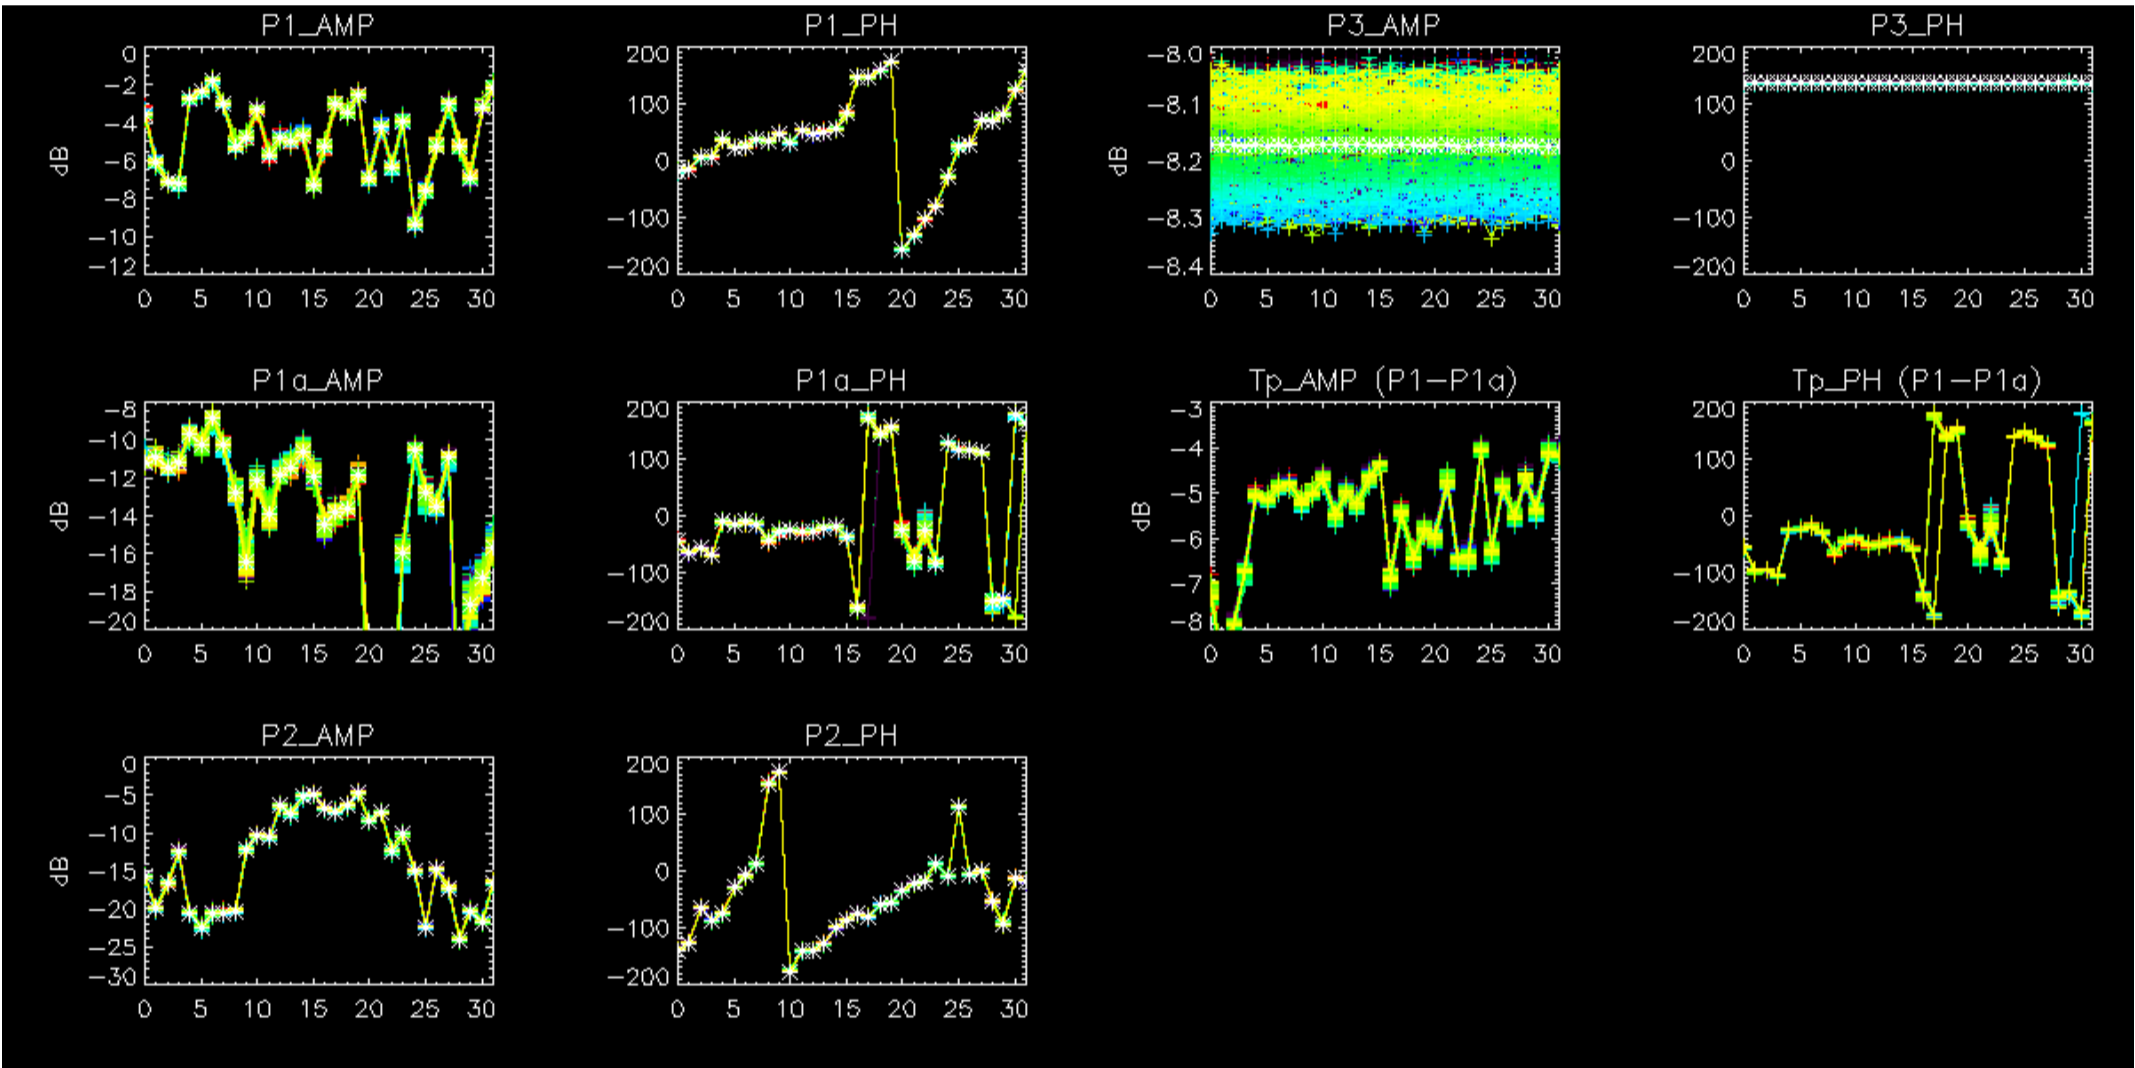 P1_AMP
0
−2
−4
−6
−8
−10
−12
dB
0 5 10 15 20 25 30
P1_PH
200
100
0
−100
−200
0 5 10 15 20 25 30
P3_AMP
−8.0
−8.1
−8.2
−8.3
−8.4
dB
0 5 10 15 20 25 30
P3_PH
200
100
0
−100
−200
0 5 10 15 20 25 30
P1a_AMP
−8
−10
−12
−14
−16
−18
−20
dB
0 5 10 15 20 25 30
P1a_PH
200
100
0
−100
−200
0 5 10 15 20 25 30
Tp_AMP (P1−P1a)
−3
−4
−5
−6
−7
−8
dB
0 5 10 15 20 25 30
Tp_PH (P1−P1a)
200
100
0
−100
−200
0 5 10 15 20 25 30
P2_AMP
0
−5
−10
−15
−20
−25
−30
dB
0 5 10 15 20 25 30
P2_PH
200
100
0
−100
−200
0 5 10 15 20 25 30